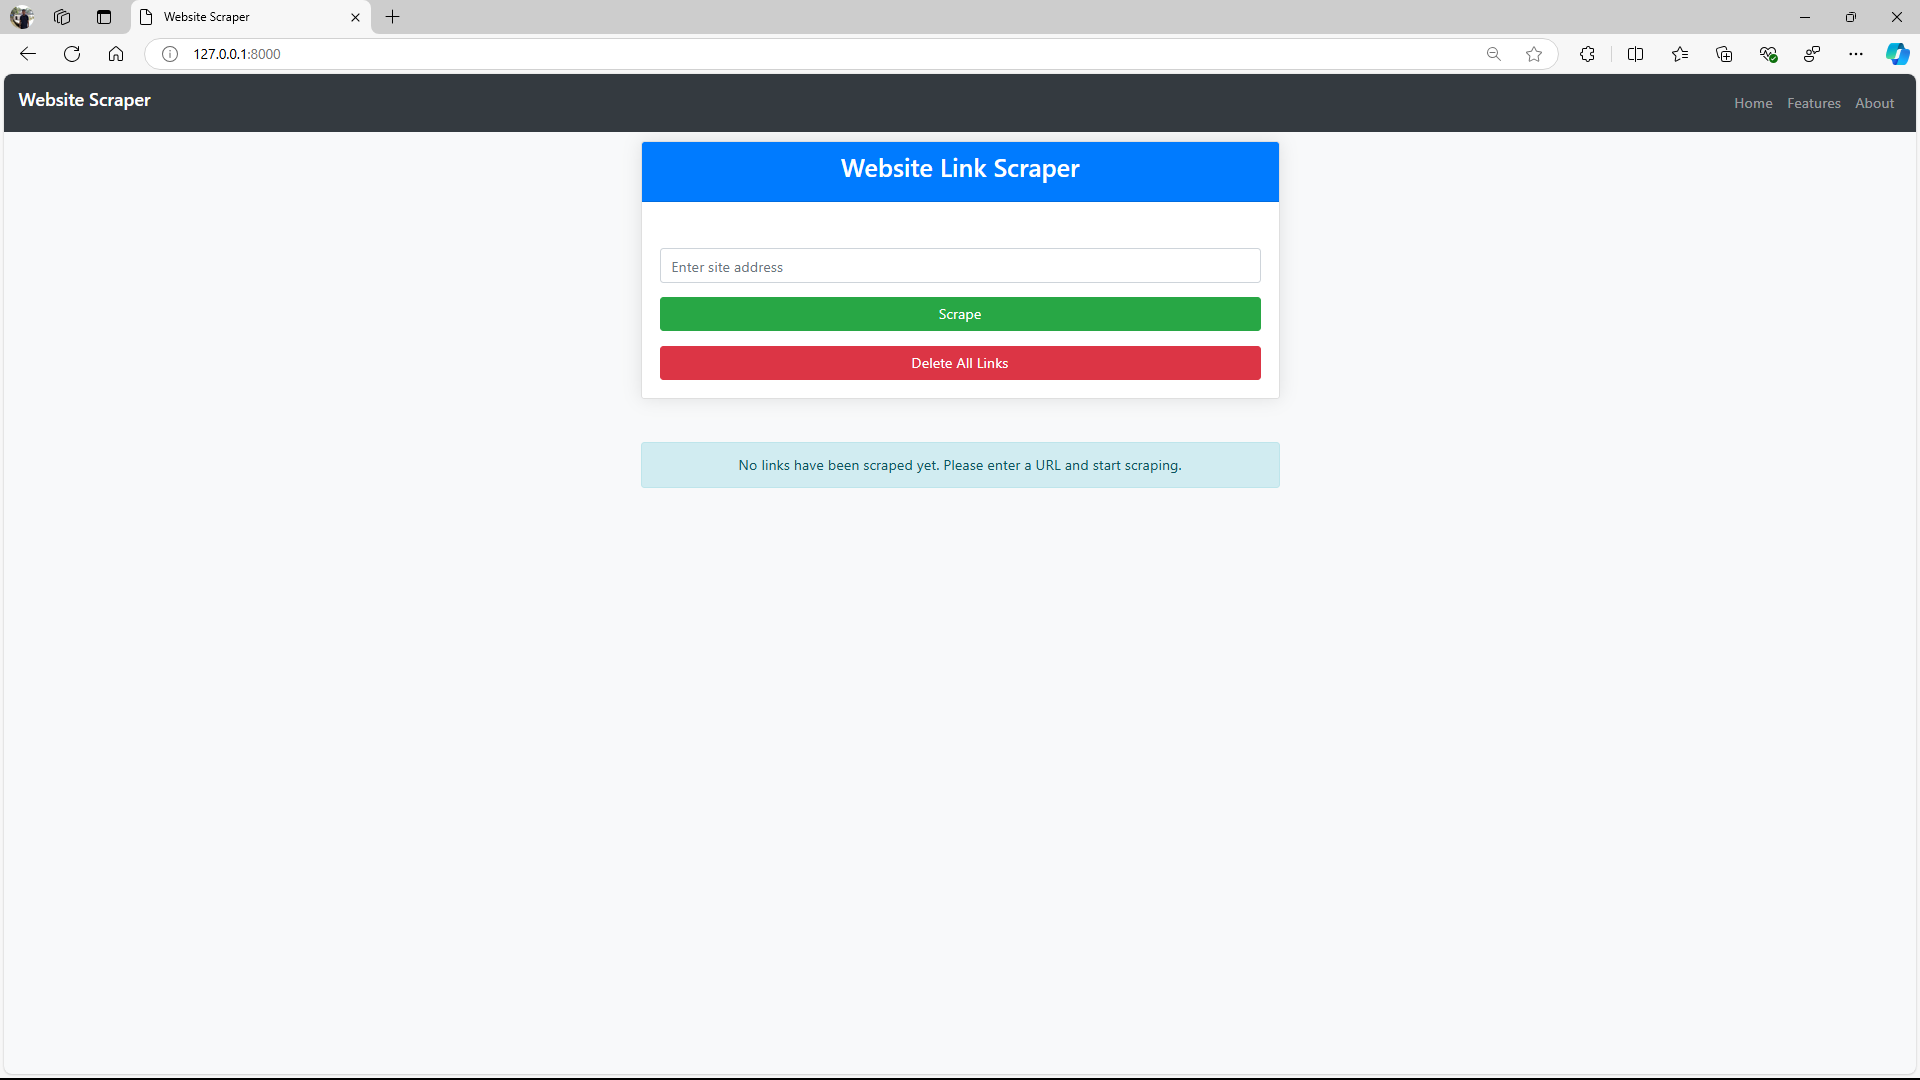 Website Scraper
127.0.0.1:8000
Website Scraper
Home Features About
Website Link Scraper
Enter site address
Scrape
Delete All Links
No links have been scraped yet. Please enter a URL and start scraping.